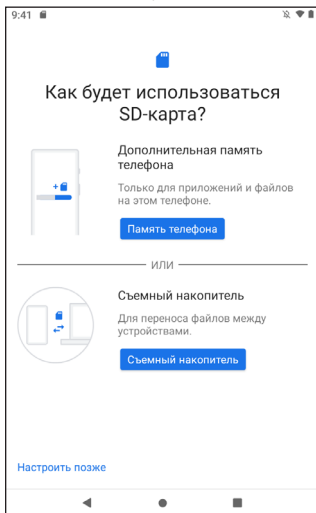 9:41
Как будет использоваться
SD-карта?
Дополнительная память
телефона
Только для приложений и файлов
на этом телефоне.
Память телефона
ИЛИ
Съемный накопитель
Для переноса файлов между
устройствами.
Съемный накопитель
Настроить позже